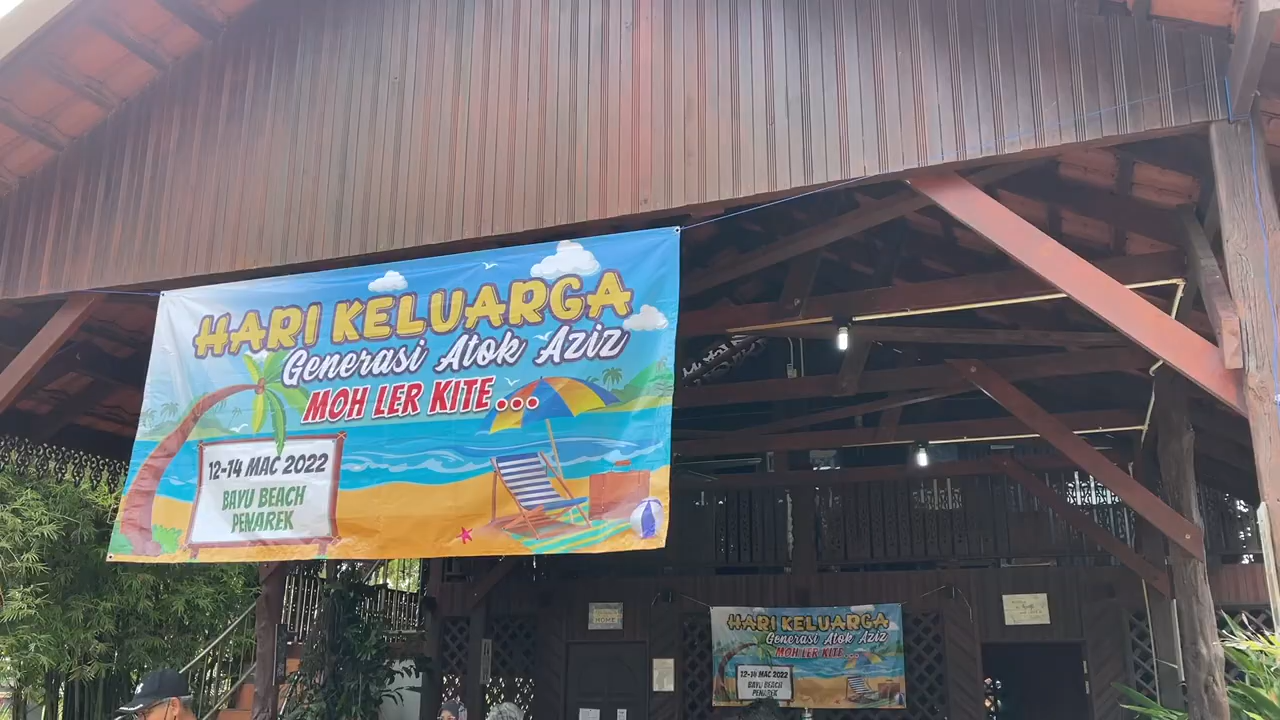 HARI KELUARGA
Generasi Atok Aziz
MOH LER KITE...
12-14 MAC 2022
BAYU BEACH
PENAREK
HOME
HARI KELUARGA
Generasi Atok Aziz
MOH LER KITE...
12-14 MAC 2022
BAYU BEACH
PENAREK